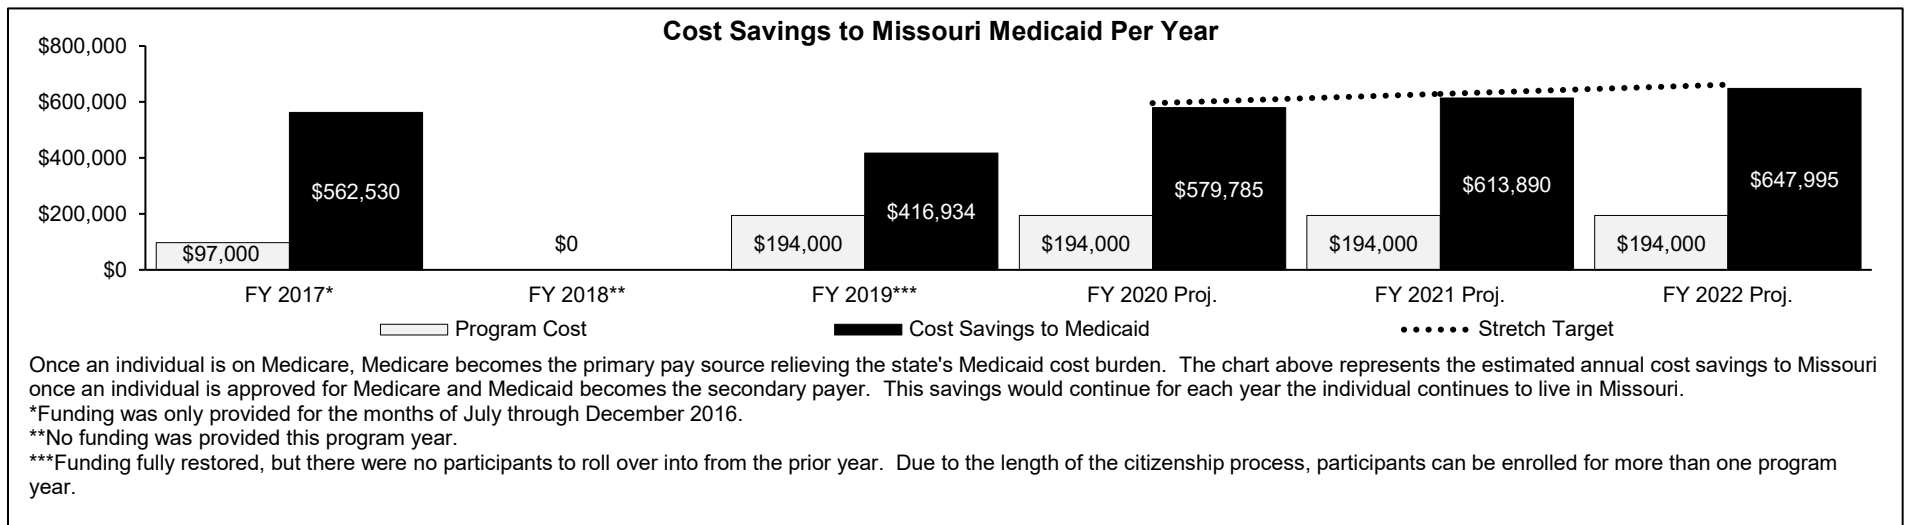 Cost Savings to Missouri Medicaid Per Year
$800,000
$600,000
$400,000
$200,000
$0
$97,000
$562,530
$0
$194,000
$416,934
$194,000
$579,785
$194,000
$613,890
$194,000
$647,995
FY 2017*
FY 2018**
FY 2019***
FY 2020 Proj.
FY 2021 Proj.
FY 2022 Proj.
Program Cost
Cost Savings to Medicaid
Stretch Target
Once an individual is on Medicare, Medicare becomes the primary pay source relieving the state's Medicaid cost burden.  The chart above represents the estimated annual cost savings to Missouri
once an individual is approved for Medicare and Medicaid becomes the secondary payer.  This savings would continue for each year the individual continues to live in Missouri.
*Funding was only provided for the months of July through December 2016.
**No funding was provided this program year.
***Funding fully restored, but there were no participants to roll over into from the prior year.  Due to the length of the citizenship process, participants can be enrolled for more than one program
year.